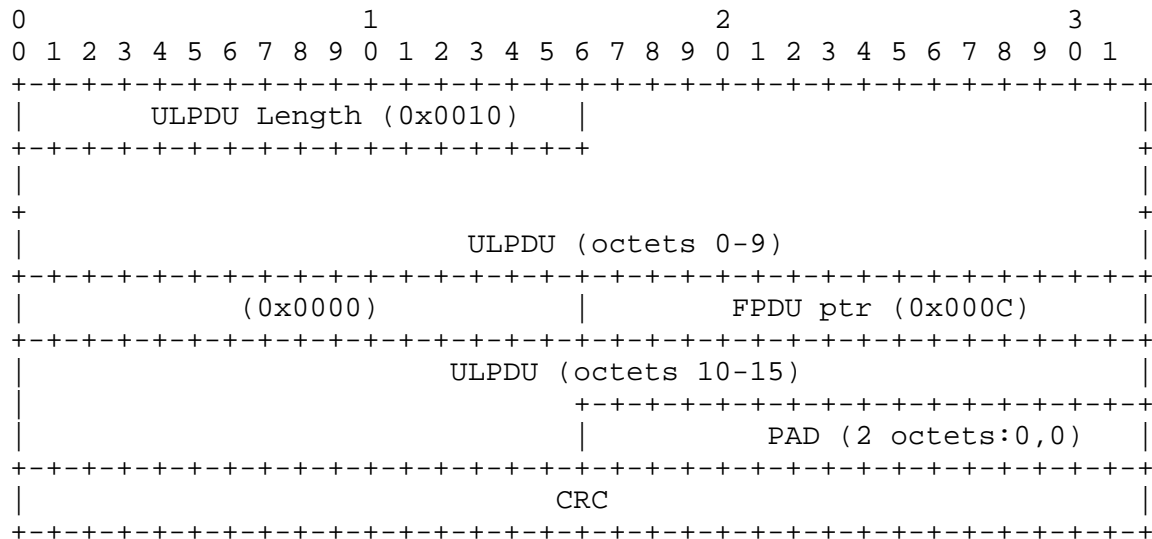 0                   1                   2                   3
0 1 2 3 4 5 6 7 8 9 0 1 2 3 4 5 6 7 8 9 0 1 2 3 4 5 6 7 8 9 0 1
+-+-+-+-+-+-+-+-+-+-+-+-+-+-+-+-+-+-+-+-+-+-+-+-+-+-+-+-+-+-+-+-+
|       ULPDU Length (0x0010)   |                               |
+-+-+-+-+-+-+-+-+-+-+-+-+-+-+-+-+                               +
|                                                               |
+                                                               +
|                         ULPDU (octets 0-9)                    |
+-+-+-+-+-+-+-+-+-+-+-+-+-+-+-+-+-+-+-+-+-+-+-+-+-+-+-+-+-+-+-+-+
|            (0x0000)           |        FPDU ptr (0x000C)      |
+-+-+-+-+-+-+-+-+-+-+-+-+-+-+-+-+-+-+-+-+-+-+-+-+-+-+-+-+-+-+-+-+
|                        ULPDU (octets 10-15)                   |
|                               +-+-+-+-+-+-+-+-+-+-+-+-+-+-+-+-+
|                               |          PAD (2 octets:0,0)   |
+-+-+-+-+-+-+-+-+-+-+-+-+-+-+-+-+-+-+-+-+-+-+-+-+-+-+-+-+-+-+-+-+
|                              CRC                              |
+-+-+-+-+-+-+-+-+-+-+-+-+-+-+-+-+-+-+-+-+-+-+-+-+-+-+-+-+-+-+-+-+